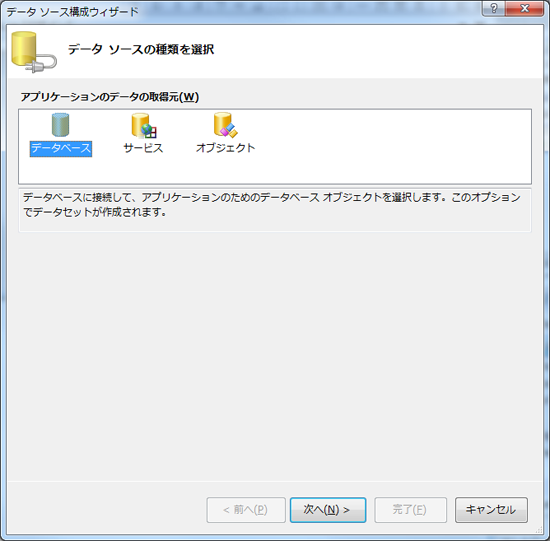 データ ソース構成ウィザード
データ ソースの種類を選択
アプリケーションのデータの取得元(W)
データベース サービス オブジェクト
データベースに接続して、アプリケーションのためのデータベース オブジェクトを選択します。このオプション
でデータセットが作成されます。
< 前へ(P) 次へ(N) > 完了(F) キャンセル